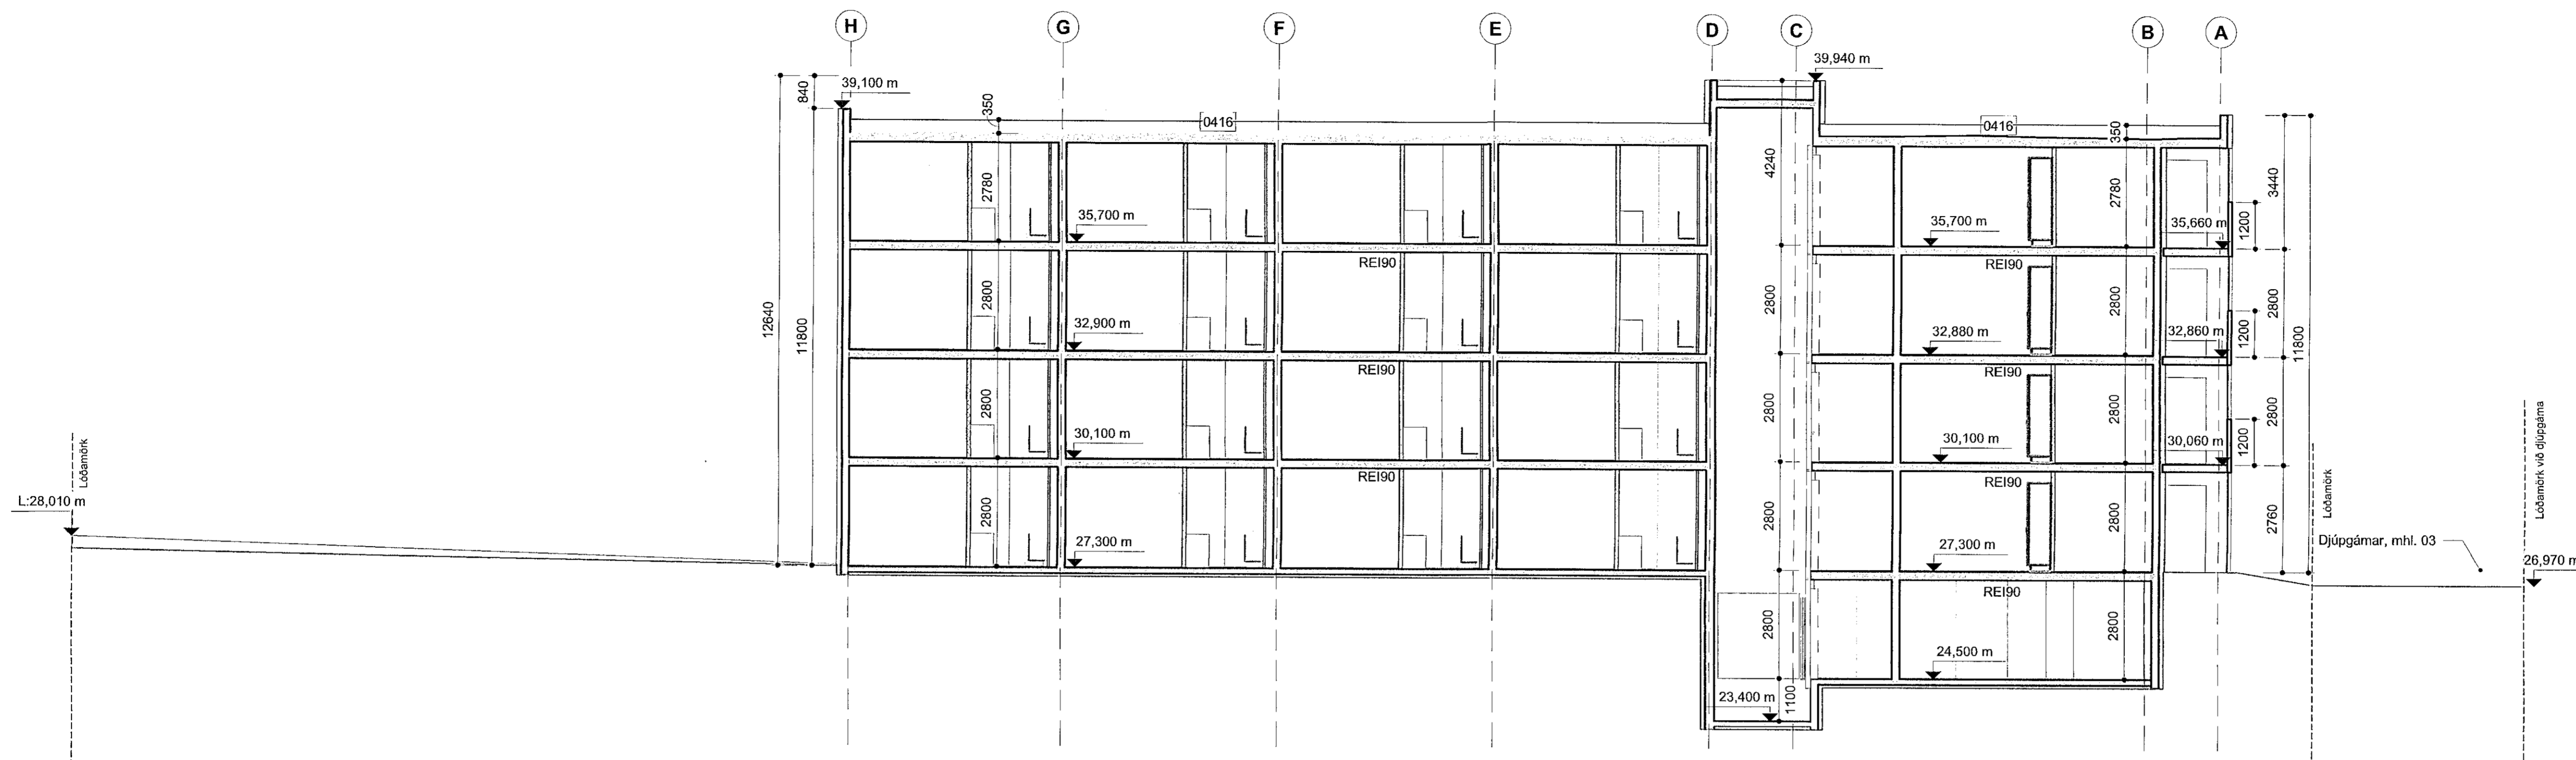 H
G
F
E
D
C
B
A
39,100 m
39,940 m
840
350
0416
0416
350
12640
11800
2780
2800
2800
2800
35,700 m
32,900 m
30,100 m
27,300 m
REI90
REI90
REI90
4240
2800
2800
2800
2800
1100
23,400 m
35,700 m
REI90
32,880 m
REI90
30,100 m
REI90
27,300 m
REI90
24,500 m
2780
2800
2800
2800
2800
35,660 m
32,860 m
30,060 m
1200
1200
1200
3440
2800
2800
2760
11800
Lóðamörk
L:28,010 m
Lóðamörk
Lóðamörk við djúpgáma
Djúpgámar, mhl. 03
26,970 m